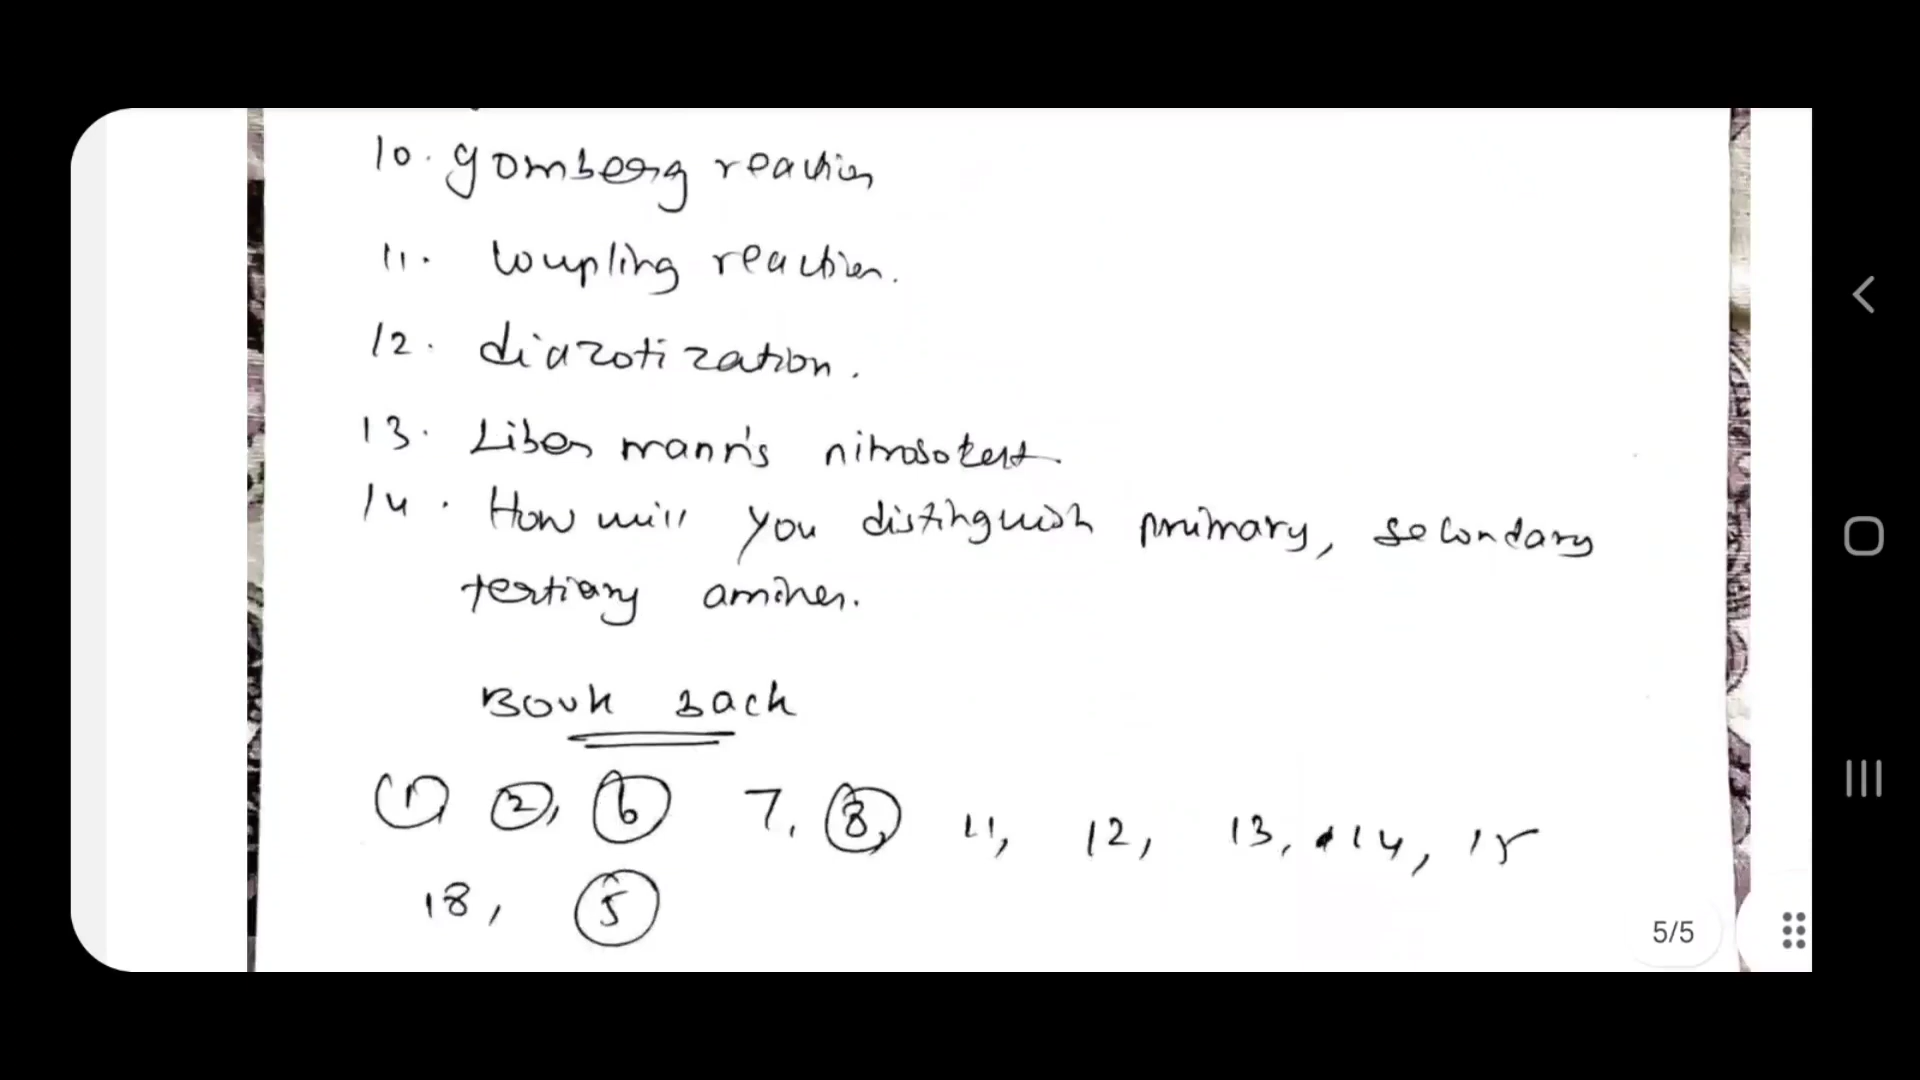 10. gomberg reaction
11. coupling reaction.
12. diazotization.
13. Libermann's nitroso test.
14. How will you distinguish primary, secondary
tertiary amines.
Book Back
1, 2, 6 7, 8, 11, 12, 13, 14, 15
18, 5
5/5